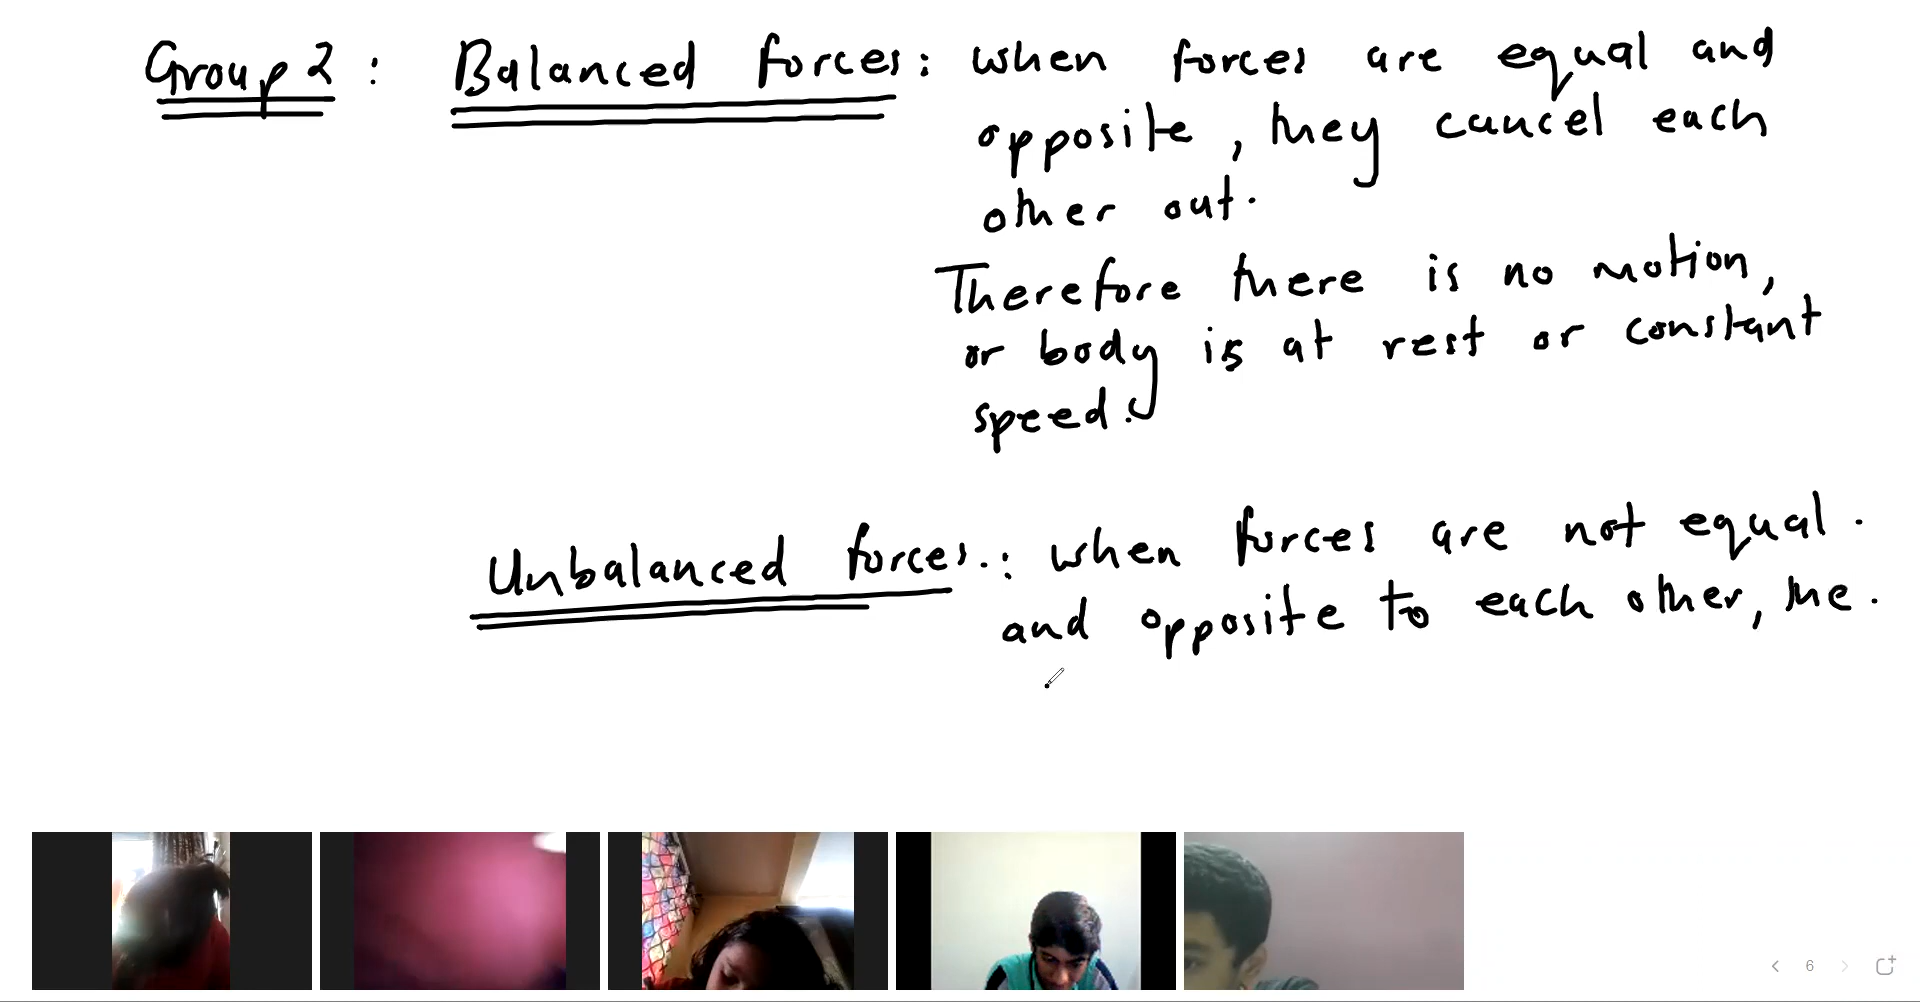 Group 2 : Balanced forces : when forces are equal and
opposite, they cancel each
other out.
Therefore there is no motion,
or body is at rest or constant
speed.
Unbalanced forces. : when forces are not equal.
and opposite to each other, the.
6